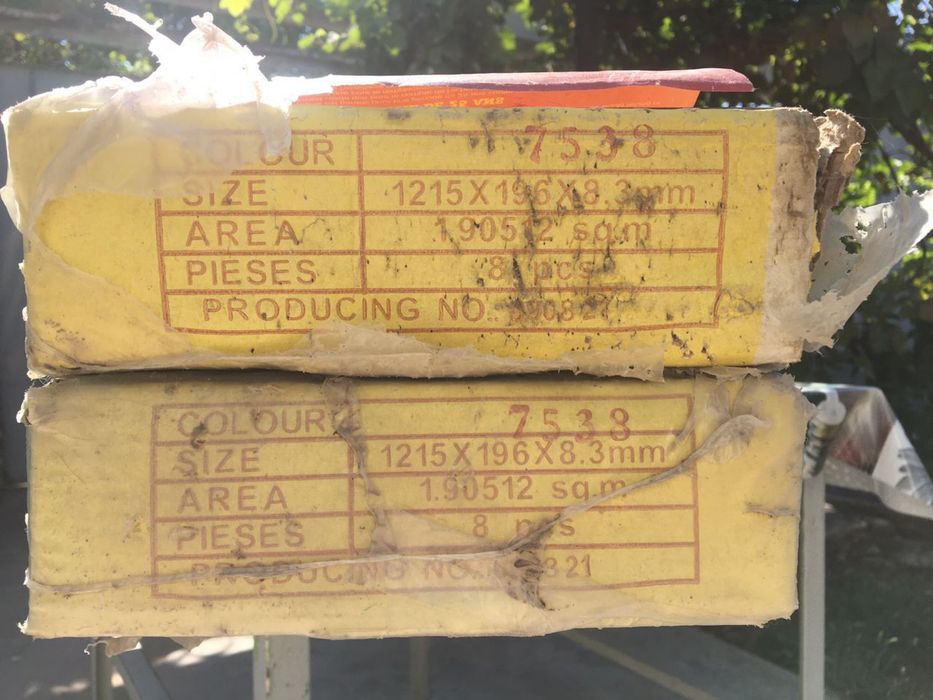 COLOUR 7538
SIZE 1215X196X8.3mm
AREA 1.90512 sq.m
PIESES 8 pcs
PRODUCING NO.
COLOUR 7538
SIZE 1215X196X8.3mm
AREA 1.90512 sq.m
PIESES 8 pcs
PRODUCING NO.